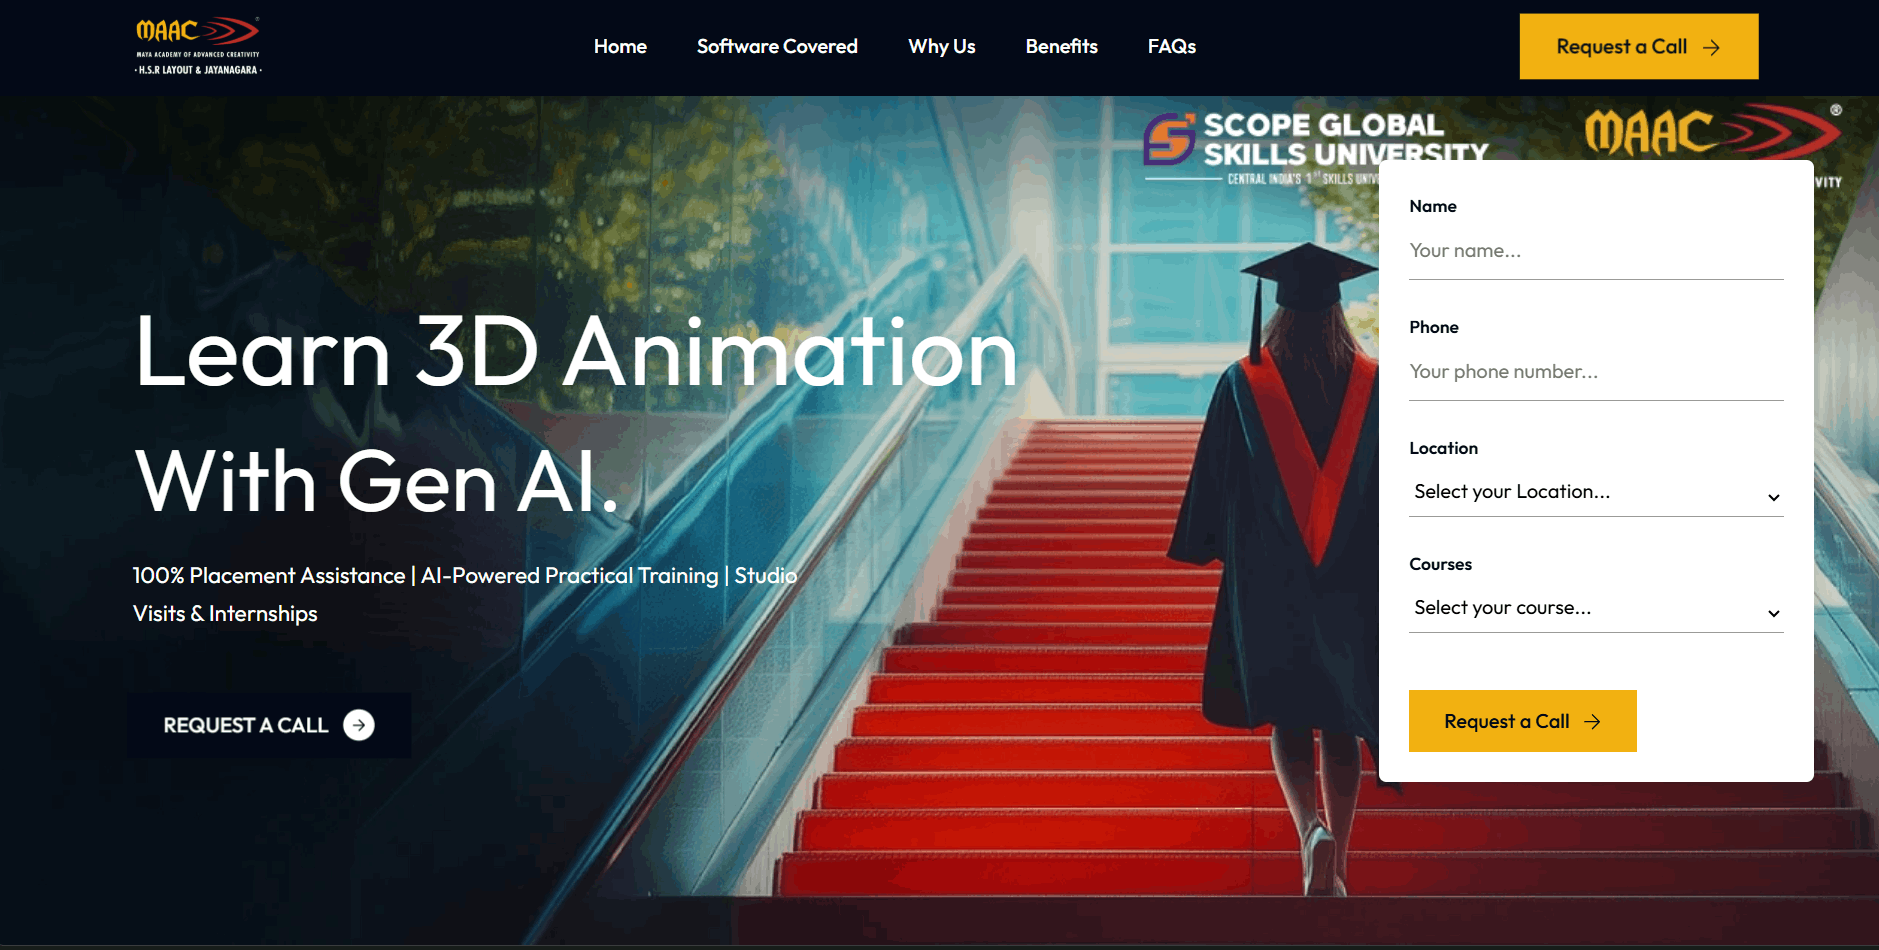 MAAC
MAYA ACADEMY OF ADVANCED CREATIVITY
· H.S.R LAYOUT & JAYANAGARA ·
Home
Software Covered
Why Us
Benefits
FAQs
Request a Call
SCOPE GLOBAL
SKILLS UNIVERSITY
CENTRAL INDIA'S 1ST SKILLS
MAAC®
Learn 3D Animation
With Gen AI.
100% Placement Assistance | AI-Powered Practical Training | Studio
Visits & Internships
REQUEST A CALL
Name
Your name...
Phone
Your phone number...
Location
Select your Location...
Courses
Select your course...
Request a Call